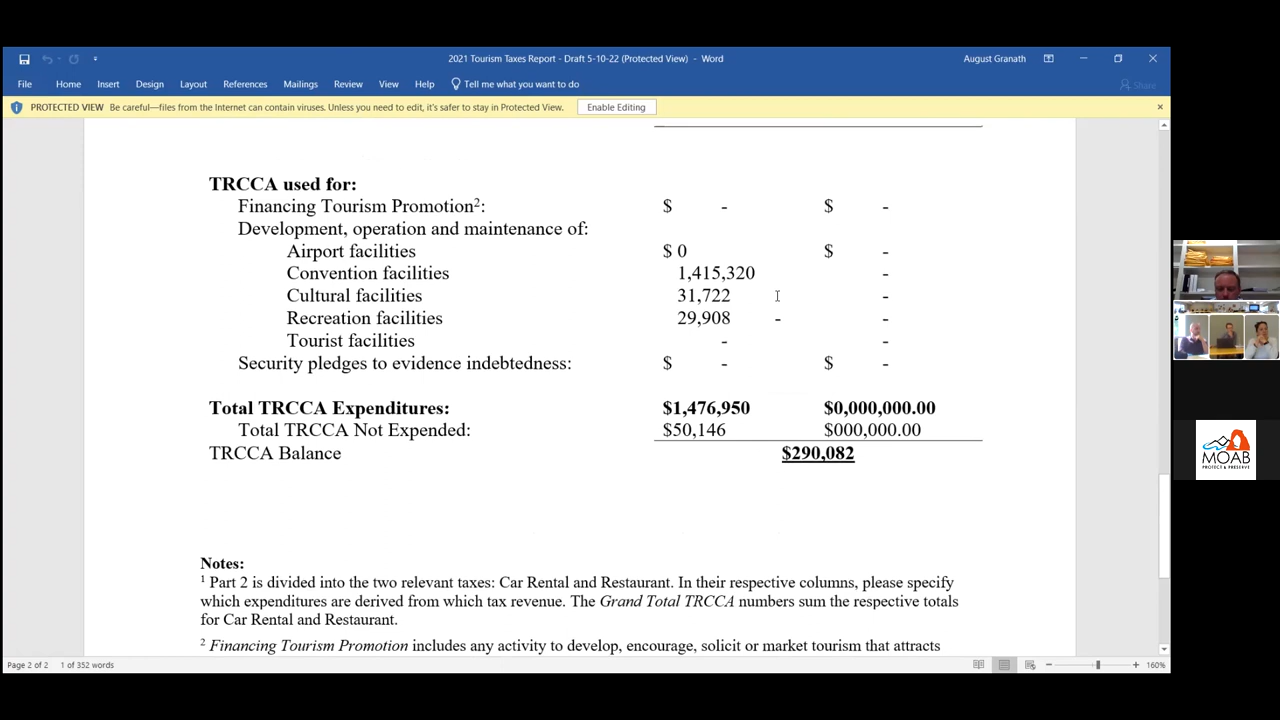 2021 Tourism Taxes Report - Draft 5-10-22 (Protected View) - Word
August Granath
File Home Insert Design Layout References Mailings Review View Help Tell me what you want to do Share
PROTECTED VIEW Be careful—files from the Internet can contain viruses. Unless you need to edit, it's safer to stay in Protected View. Enable Editing
TRCCA used for:
Financing Tourism Promotion²: $ - $ -
Development, operation and maintenance of:
Airport facilities $ 0 $ -
Convention facilities 1,415,320 -
Cultural facilities 31,722 -
Recreation facilities 29,908 - -
Tourist facilities - -
Security pledges to evidence indebtedness: $ - $ -
Total TRCCA Expenditures: $1,476,950 $0,000,000.00
Total TRCCA Not Expended: $50,146 $000,000.00
TRCCA Balance $290,082
Notes:
¹ Part 2 is divided into the two relevant taxes: Car Rental and Restaurant. In their respective columns, please specify
which expenditures are derived from which tax revenue. The Grand Total TRCCA numbers sum the respective totals
for Car Rental and Restaurant.
² Financing Tourism Promotion includes any activity to develop, encourage, solicit or market tourism that attracts
Page 2 of 2 1 of 352 words 160%
MOAB
PROTECT & PRESERVE